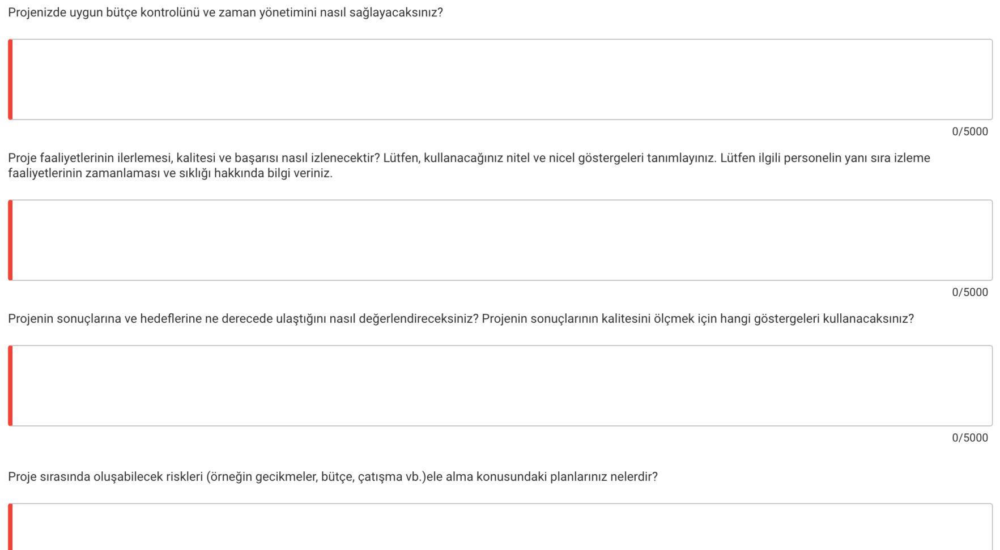 Projenizde uygun bütçe kontrolünü ve zaman yönetimini nasıl sağlayacaksınız?
0/5000
Proje faaliyetlerinin ilerlemesi, kalitesi ve başarısı nasıl izlenecektir? Lütfen, kullanacağınız nitel ve nicel göstergeleri tanımlayınız. Lütfen ilgili personelin yanı sıra izleme
faaliyetlerinin zamanlaması ve sıklığı hakkında bilgi veriniz.
0/5000
Projenin sonuçlarına ve hedeflerine ne derecede ulaştığını nasıl değerlendireceksiniz? Projenin sonuçlarının kalitesini ölçmek için hangi göstergeleri kullanacaksınız?
0/5000
Proje sırasında oluşabilecek riskleri (örneğin gecikmeler, bütçe, çatışma vb.)ele alma konusundaki planlarınız nelerdir?